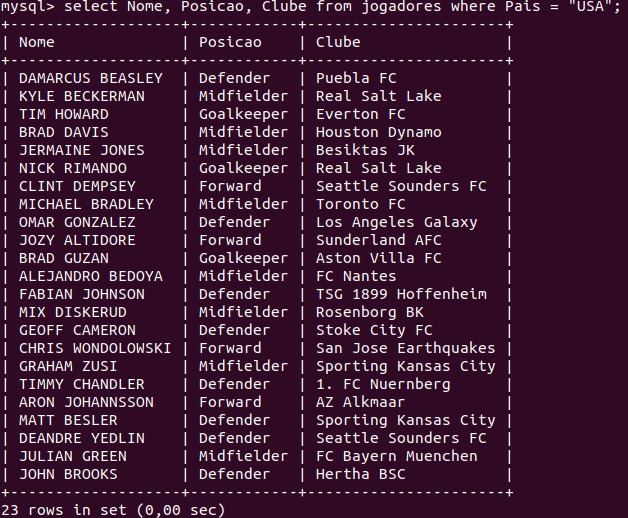 mysql> select Nome, Posicao, Clube from jogadores where Pais = "USA";
+-------------------+------------+----------------------+
| Nome              | Posicao    | Clube                |
+-------------------+------------+----------------------+
| DAMARCUS BEASLEY  | Defender   | Puebla FC            |
| KYLE BECKERMAN    | Midfielder | Real Salt Lake       |
| TIM HOWARD        | Goalkeeper | Everton FC           |
| BRAD DAVIS        | Midfielder | Houston Dynamo       |
| JERMAINE JONES    | Midfielder | Besiktas JK          |
| NICK RIMANDO      | Goalkeeper | Real Salt Lake       |
| CLINT DEMPSEY     | Forward    | Seattle Sounders FC  |
| MICHAEL BRADLEY   | Midfielder | Toronto FC           |
| OMAR GONZALEZ     | Defender   | Los Angeles Galaxy   |
| JOZY ALTIDORE     | Forward    | Sunderland AFC       |
| BRAD GUZAN        | Goalkeeper | Aston Villa FC       |
| ALEJANDRO BEDOYA  | Midfielder | FC Nantes            |
| FABIAN JOHNSON    | Defender   | TSG 1899 Hoffenheim  |
| MIX DISKERUD      | Midfielder | Rosenborg BK         |
| GEOFF CAMERON     | Defender   | Stoke City FC        |
| CHRIS WONDOLOWSKI | Forward    | San Jose Earthquakes |
| GRAHAM ZUSI       | Midfielder | Sporting Kansas City |
| TIMMY CHANDLER    | Defender   | 1. FC Nuernberg      |
| ARON JOHANNSSON   | Forward    | AZ Alkmaar           |
| MATT BESLER       | Defender   | Sporting Kansas City |
| DEANDRE YEDLIN    | Defender   | Seattle Sounders FC  |
| JULIAN GREEN      | Midfielder | FC Bayern Muenchen   |
| JOHN BROOKS       | Defender   | Hertha BSC           |
+-------------------+------------+----------------------+
23 rows in set (0,00 sec)